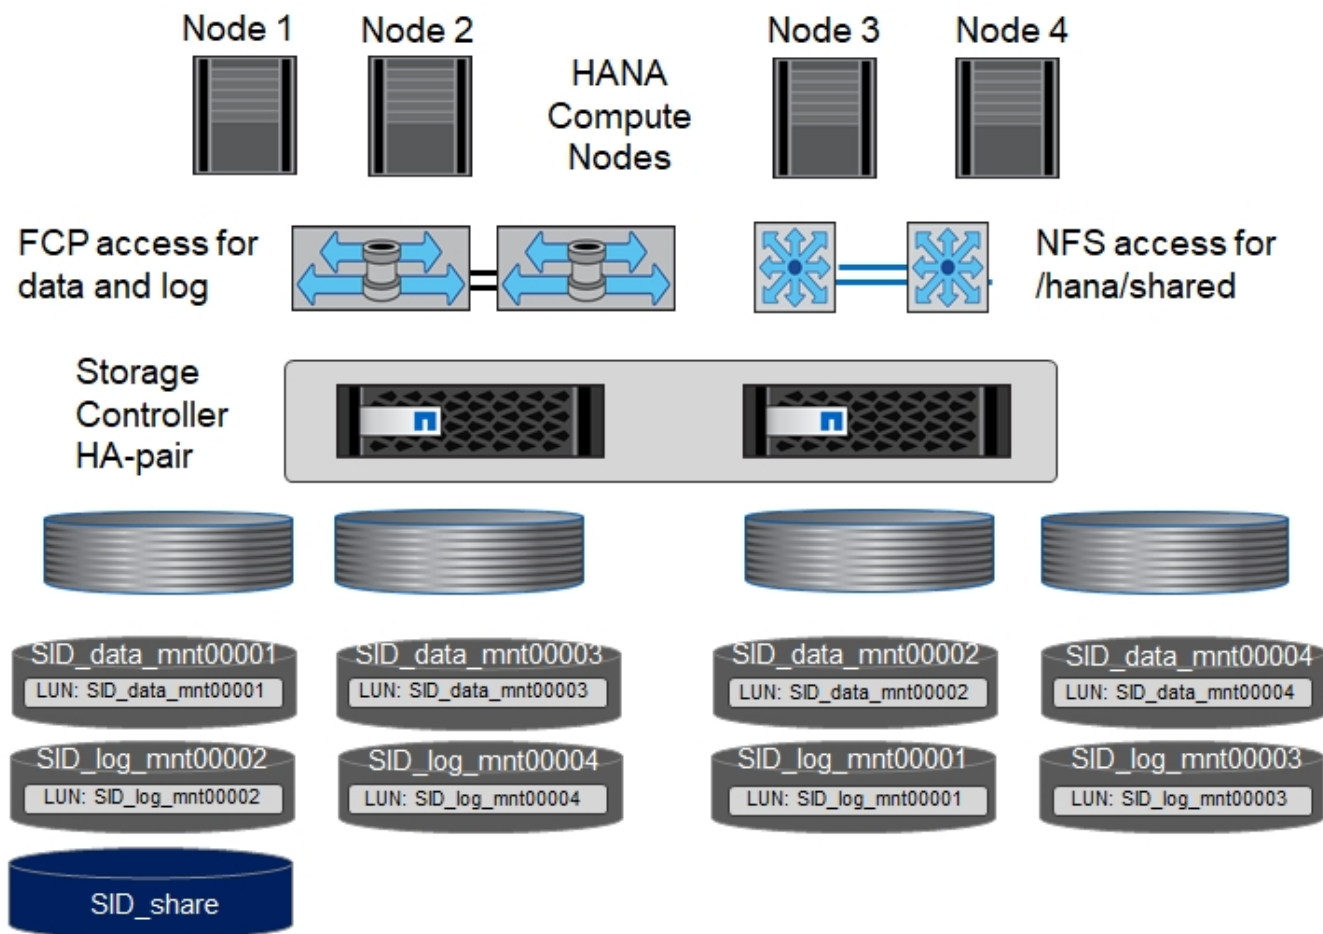 Node 1
Node 2
Node 3
Node 4
HANA
Compute
Nodes
FCP access for
data and log
NFS access for
/hana/shared
Storage
Controller
HA-pair
SID_data_mnt00001
LUN: SID_data_mnt00001
SID_data_mnt00003
LUN: SID_data_mnt00003
SID_data_mnt00002
LUN: SID_data_mnt00002
SID_data_mnt00004
LUN: SID_data_mnt00004
SID_log_mnt00002
LUN: SID_log_mnt00002
SID_log_mnt00004
LUN: SID_log_mnt00004
SID_log_mnt00001
LUN: SID_log_mnt00001
SID_log_mnt00003
LUN: SID_log_mnt00003
SID_share